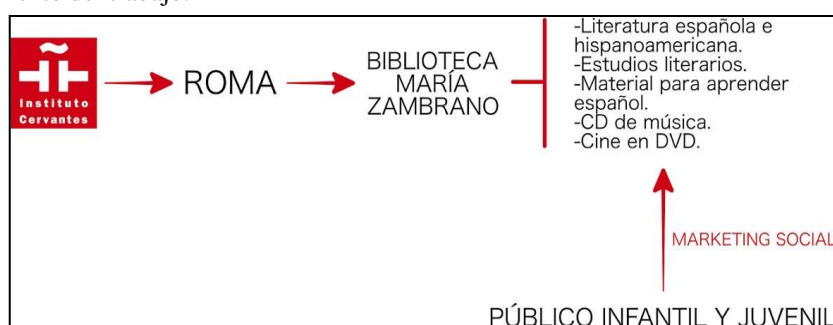 Instituto
Cervantes
ROMA
BIBLIOTECA
MARÍA
ZAMBRANO
-Literatura española e
hispanoamericana.
-Estudios literarios.
-Material para aprender
español.
-CD de música.
-Cine en DVD.
MARKETING SOCIAL
PÚBLICO INFANTIL Y JUVENIL